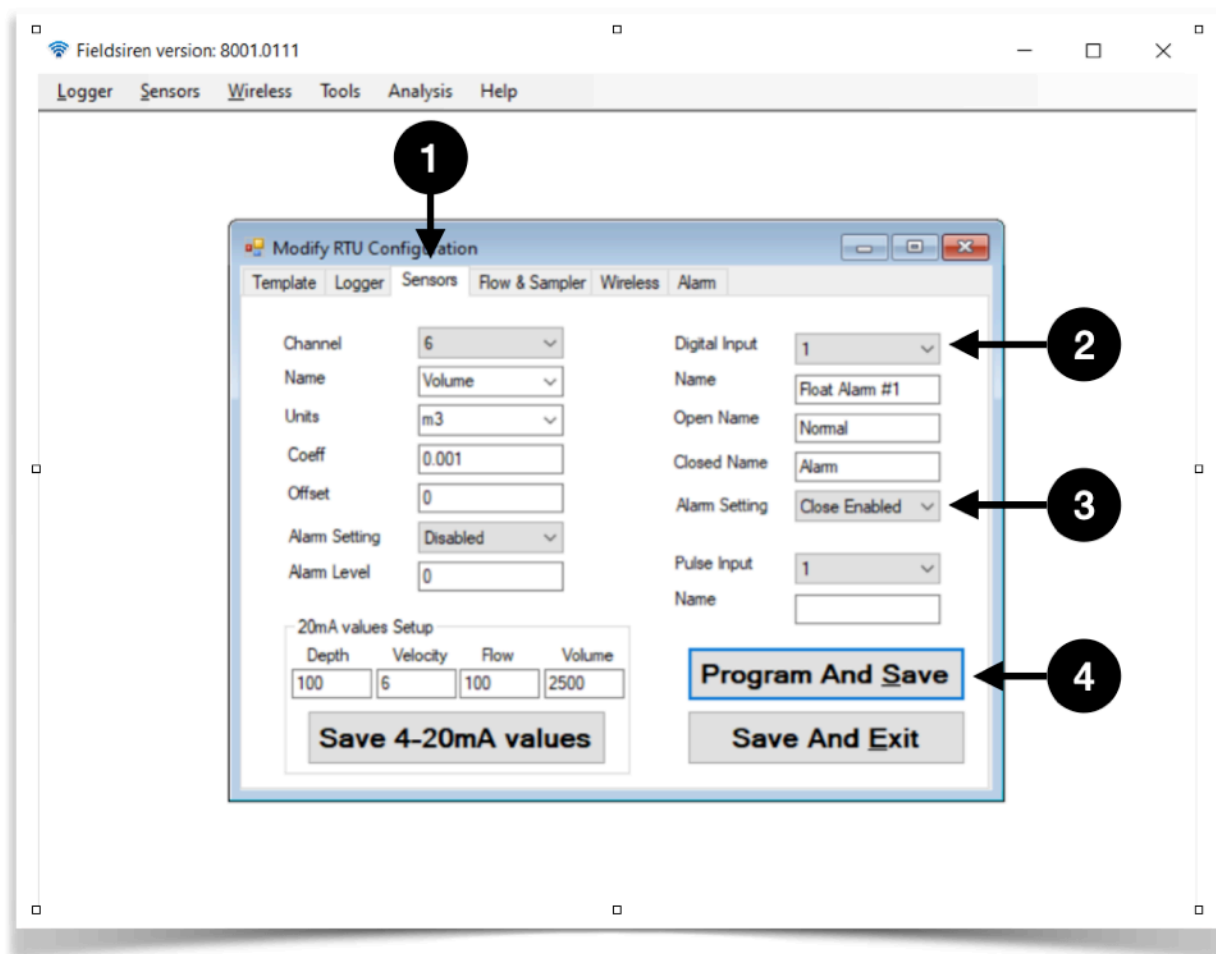 Fieldsiren version: 8001.0111
Logger Sensors Wireless Tools Analysis Help
1
Modify RTU Configuration
Template Logger Sensors Flow & Sampler Wireless Alarm
Channel 6
Name Volume
Units m3
Coeff 0.001
Offset 0
Alarm Setting Disabled
Alarm Level 0
20mA values Setup
Depth Velocity Flow Volume
100 6 100 2500
Save 4-20mA values
Digital Input 1
2
Name Float Alarm #1
Open Name Normal
Closed Name Alarm
Alarm Setting Close Enabled
3
Pulse Input 1
Name
Program And Save
4
Save And Exit